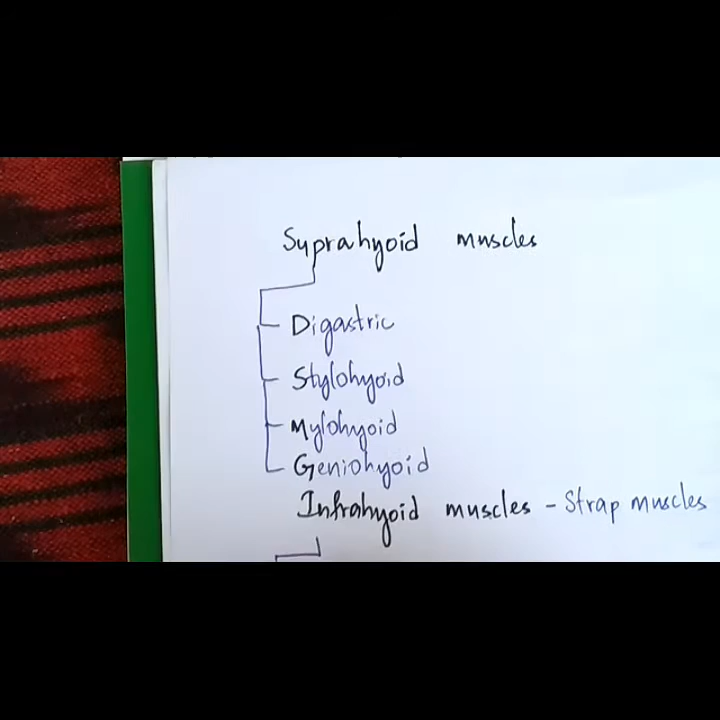 Suprahyoid muscles
Digastric
Stylohyoid
Mylohyoid
Geniohyoid
Infrahyoid muscles - Strap muscles